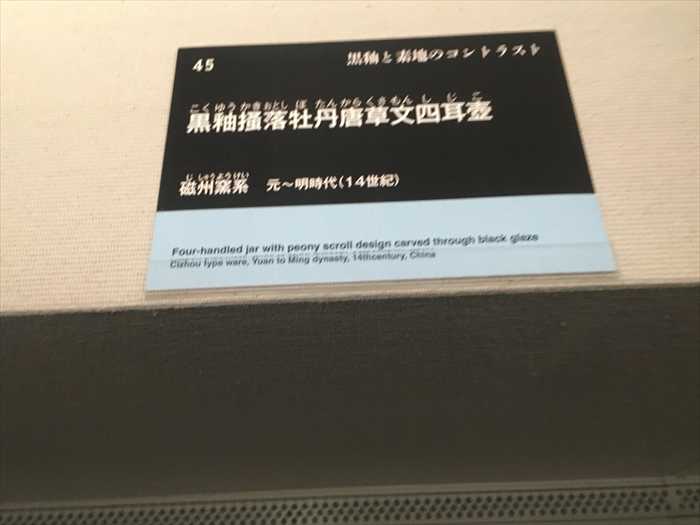 45
黒釉と素地のコントラスト
こくゆうかきおとし ぼ たんからくさもん し じ こ
黒釉掻落牡丹唐草文四耳壺
じ しゅうようけい
磁州窯系 元～明時代(14世紀)
Four-handled jar with peony scroll design carved through black glaze
Cizhou type ware, Yuan to Ming dynasty, 14thcentury, China